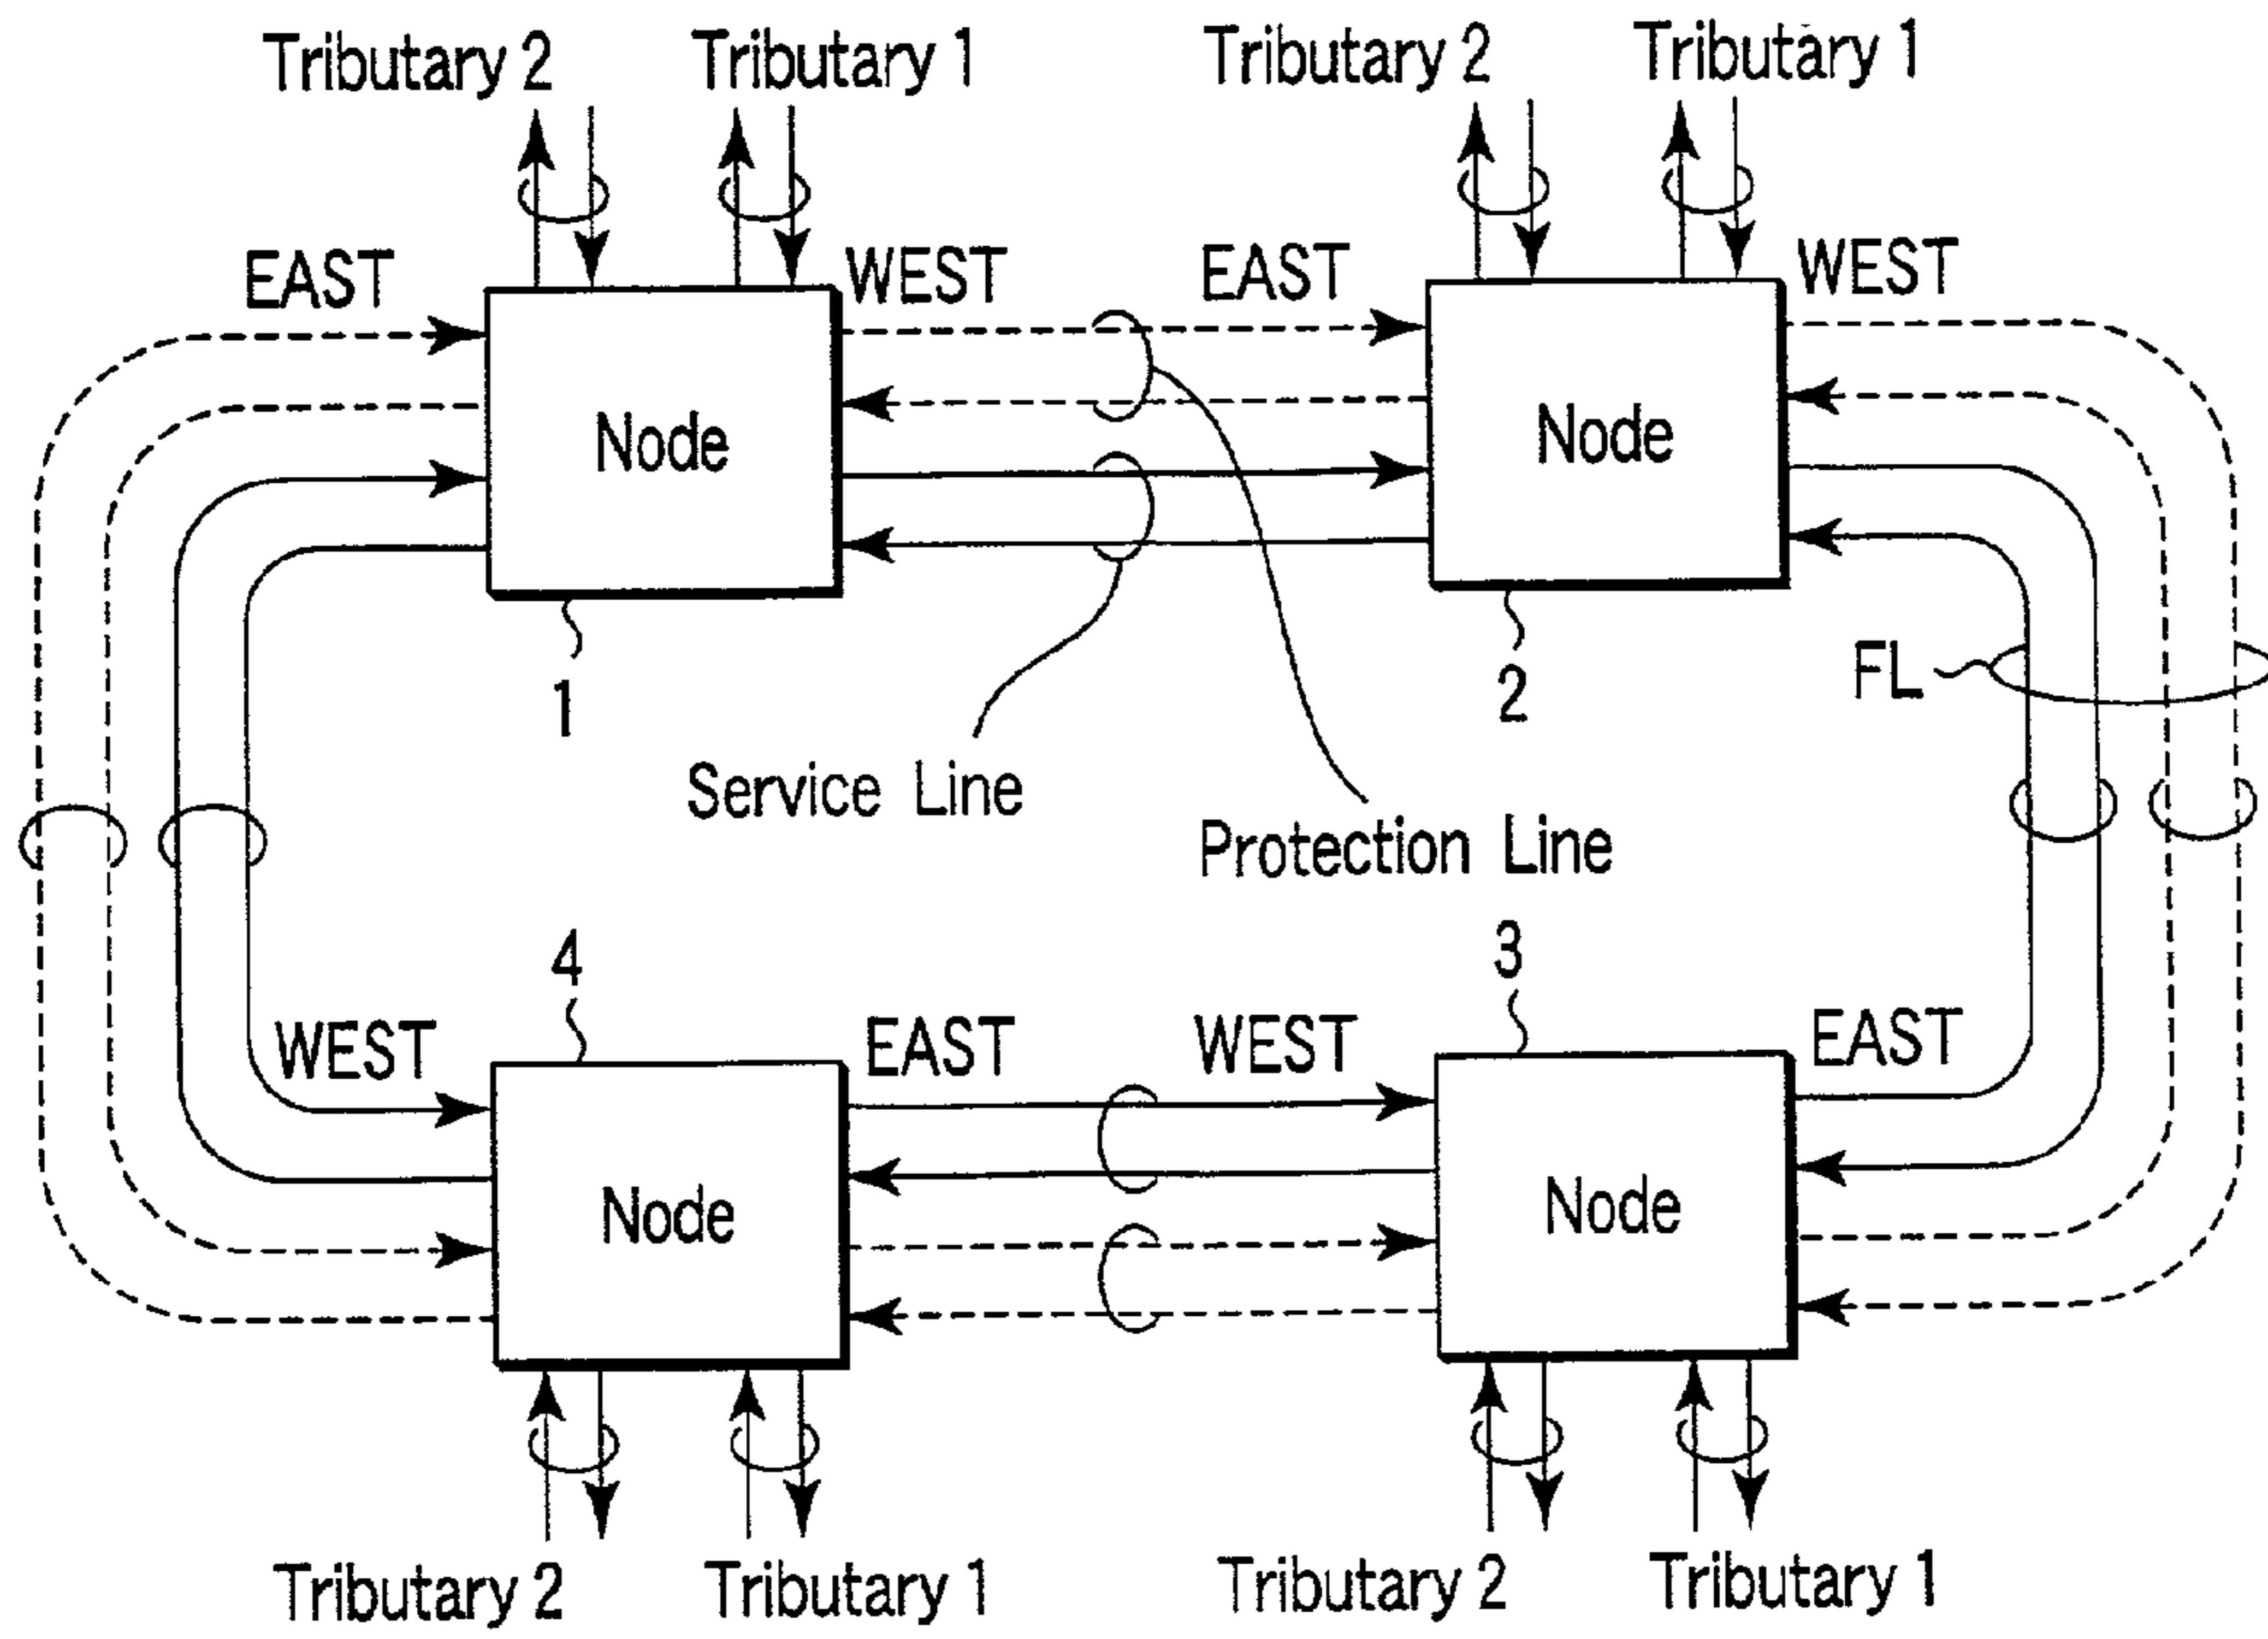 Tributary 2 Tributary 1 Tributary 2 Tributary 1
EAST WEST EAST WEST
Node Node
1 2
FL
Service Line
Protection Line
4 3
WEST EAST WEST EAST
Node Node
Tributary 2 Tributary 1 Tributary 2 Tributary 1